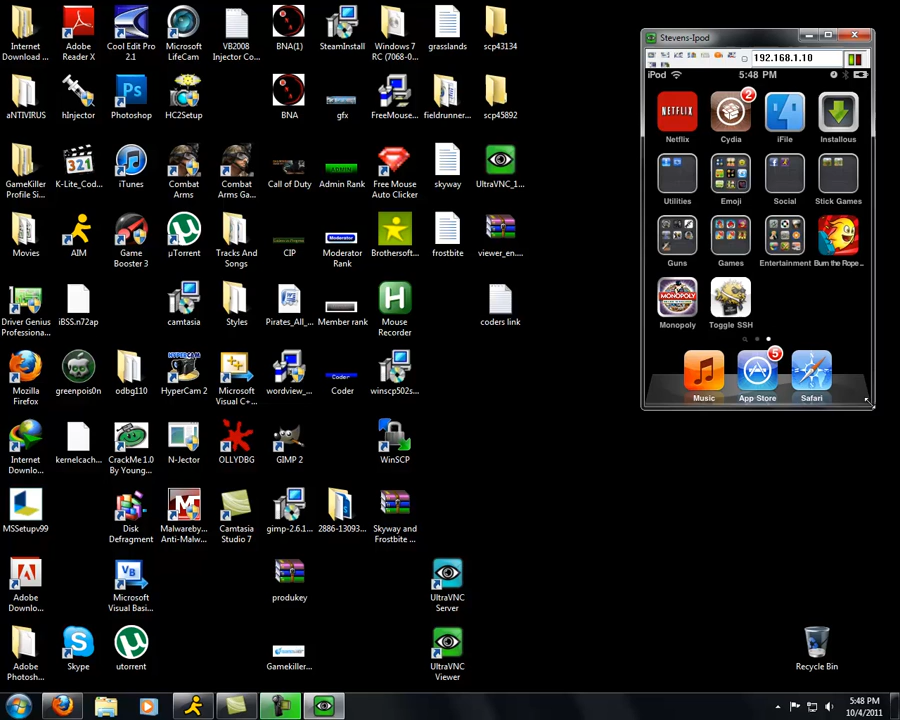 Internet
Download ...
Adobe
Reader X
Cool Edit Pro
2.1
Microsoft
LifeCam
VB2008
Injector Co...
BNA(1)
SteamInstall
Windows 7
RC (7068-0...
grasslands
scp43134
aNTIVIRUS
hInjector
Photoshop
HC2Setup
BNA
gfx
FreeMouse...
fieldrunner...
scp45892
GameKiller
Profile Si...
K-Lite_Cod...
iTunes
Combat
Arms
Combat
Arms Ga...
Call of Duty
Admin Rank
Free Mouse
Auto Clicker
skyway
UltraVNC_1...
Movies
AIM
Game
Booster 3
µTorrent
Tracks And
Songs
CIP
Moderator
Moderator
Rank
Brothersoft...
frostbite
viewer_en...
Driver Genius
Professiona...
iBSS.n72ap
camtasia
Styles
Pirates_All_...
Member rank
Mouse
Recorder
coders link
Mozilla
Firefox
greenpois0n
odbg110
HyperCam 2
Microsoft
Visual C+...
wordview_...
Coder
Coder
winscp502s...
Internet
Downlo...
kernelcach...
CrackMe 1.0
By Young...
N-Jector
OLLYDBG
GIMP 2
WinSCP
MSSetupv99
Disk
Defragment
Malwareby...
Anti-Malw...
Camtasia
Studio 7
gimp-2.6.1...
2886-13093...
Skyway and
Frostbite ...
Adobe
Downlo...
Microsoft
Visual Basi...
produkey
UltraVNC
Server
Adobe
Photosh...
Skype
utorrent
Gamekiller...
UltraVNC
Viewer
Recycle Bin
Stevens-Ipod
192.168.1.10
iPod
5:48 PM
NETFLIX
2
Netflix
Cydia
iFile
Installous
Utilities
Emoji
Social
Stick Games
Guns
Games
Entertainment
Burn the Rope...
MONOPOLY
Monopoly
Toggle SSH
5
Music
App Store
Safari
5:48 PM
10/4/2011